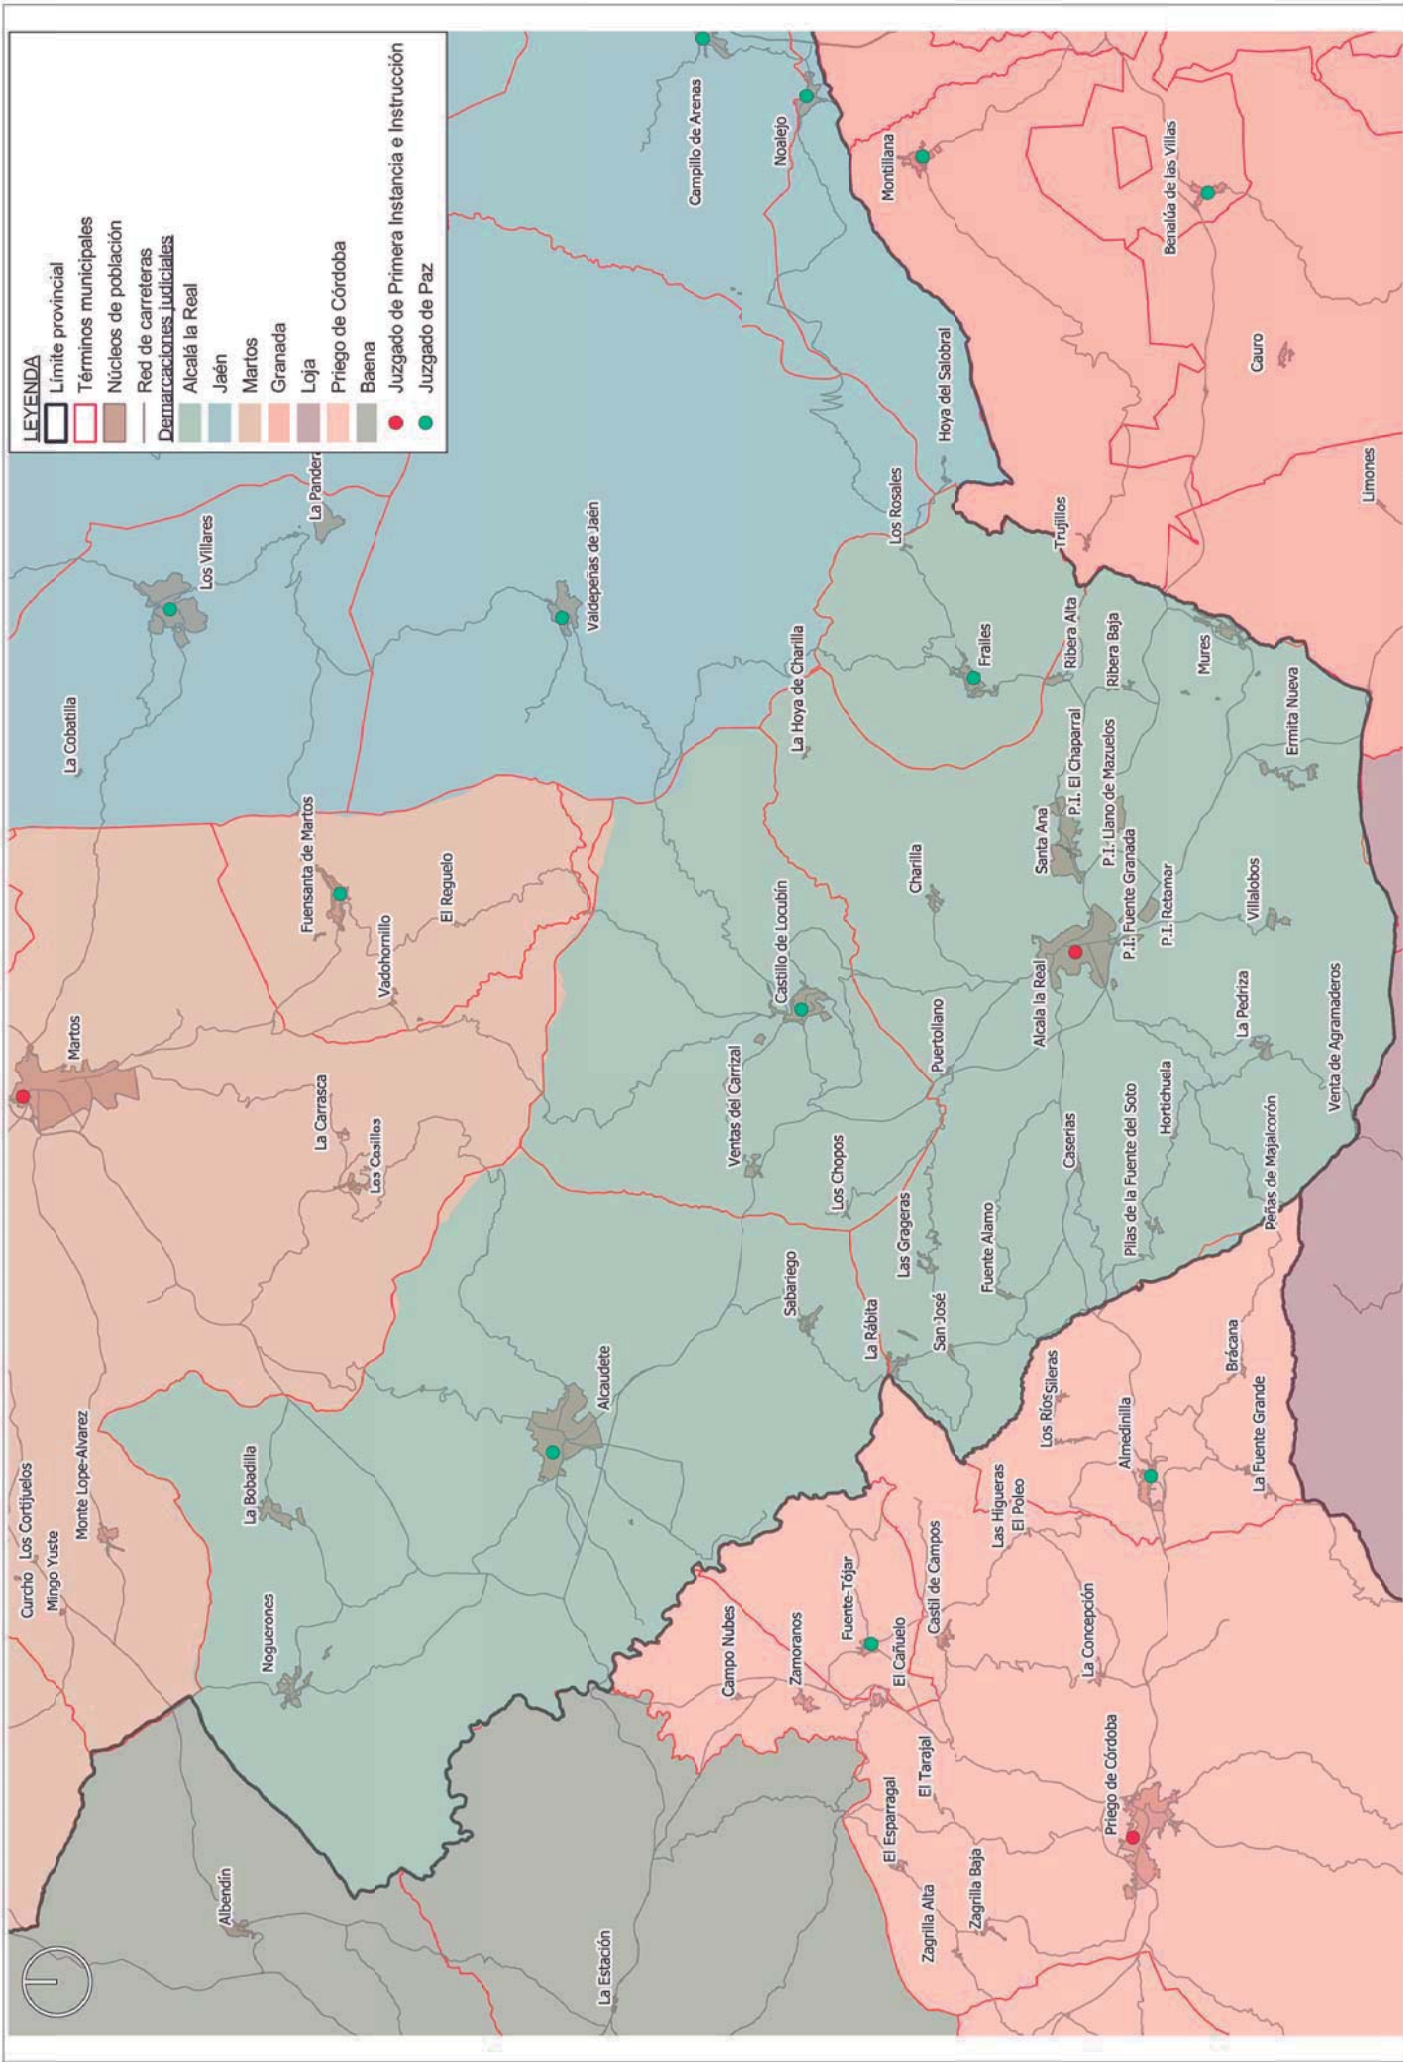 LEYENDA
Límite provincial
Términos municipales
Núcleos de población
Red de carreteras
Demarcaciones judiciales
Alcalá la Real
Jaén
Martos
Granada
Loja
Priego de Córdoba
Baena
Juzgado de Primera Instancia e Instrucción
Juzgado de Paz
Curcho
Los Cortijuelos
Mingo Yuste
Monte Lope-Alvarez
Martos
La Cobatilla
Los Villares
La Pandera
Albendín
Noguerones
La Bobadilla
La Carrasca
Los Casillas
Fuensanta de Martos
Vadohornillo
El Regüelo
Valdepeñas de Jaén
Campillo de Arenas
Noalejo
La Estación
Alcaudete
Sabariego
Ventas del Carrizal
Castillo de Locubín
La Hoya de Charilla
Los Chopos
Campo Nubes
Zamoranos
Fuente-Tójar
El Cañuelo
Castil de Campos
La Rábita
Las Grageras
San José
Puertollano
Charilla
Los Rosales
Hoya del Salobral
Montillana
El Esparragal
El Tarajal
Zagrilla Alta
Zagrilla Baja
Las Higueras
El Poleo
Fuente Alamo
Frailes
Los Ríos
Sileras
Caserias
Alcala la Real
Santa Ana
P.I. El Chaparral
Ribera Alta
Trujillos
La Concepción
Priego de Córdoba
Almedinilla
Pilas de la Fuente del Soto
Hortichuela
P.I. Fuente Granada
P.I. Llano de Mazuelos
P.I. Retamar
Ribera Baja
Benalúa de las Villas
Brácana
La Fuente Grande
Peñas de Majalcorón
La Pedriza
Villalobos
Mures
Ermita Nueva
Cauro
Venta de Agramaderos
Limones